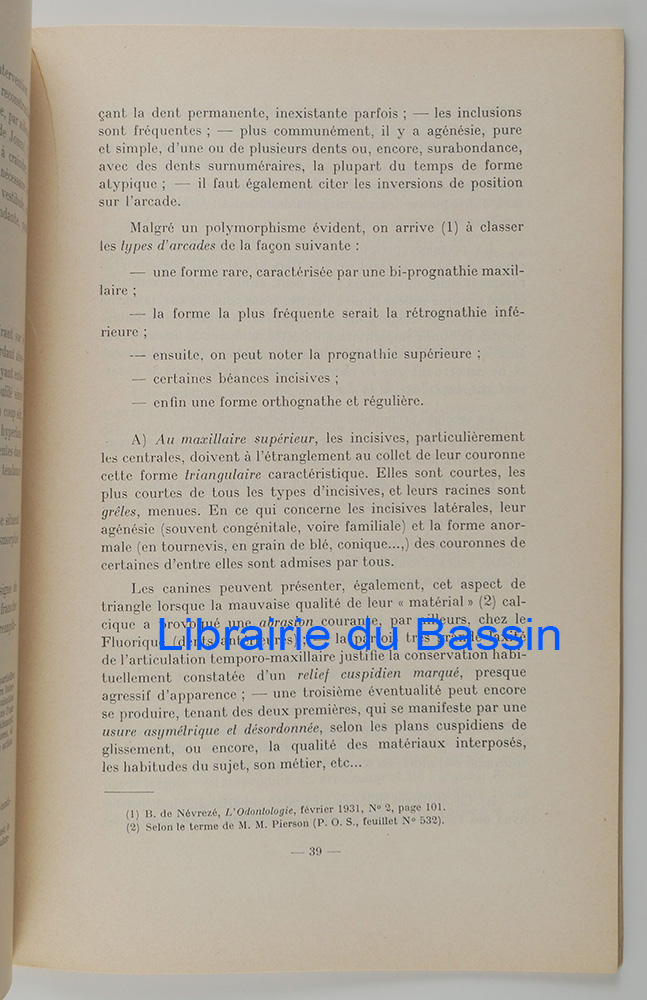 çant la dent permanente, inexistante parfois ; — les inclusions
sont fréquentes ; — plus communément, il y a agénésie, pure
et simple, d'une ou de plusieurs dents ou, encore, surabondance,
avec des dents surnuméraires, la plupart du temps de forme
atypique ; — il faut également citer les inversions de position
sur l'arcade.
Malgré un polymorphisme évident, on arrive (1) à classer
les types d'arcades de la façon suivante :
— une forme rare, caractérisée par une bi-prognathie maxil-
laire ;
— la forme la plus fréquente serait la rétrognathie infé-
rieure ;
— ensuite, on peut noter la prognathie supérieure ;
— certaines béances incisives ;
— enfin une forme orthognathe et régulière.
A) Au maxillaire supérieur, les incisives, particulièrement
les centrales, doivent à l'étranglement au collet de leur couronne
cette forme triangulaire caractéristique. Elles sont courtes, les
plus courtes de tous les types d'incisives, et leurs racines sont
grêles, menues. En ce qui concerne les incisives latérales, leur
agénésie (souvent congénitale, voire familiale) et la forme anor-
male (en tournevis, en grain de blé, conique...,) des couronnes de
certaines d'entre elles sont admises par tous.
Les canines peuvent présenter, également, cet aspect de
triangle lorsque la mauvaise qualité de leur « matérial » (2) cal-
cique a provoqué une abrasion courante, par ailleurs, chez le
Fluorique (dents antérieures) ; la parfois très grande laxité
Librairie du Bassin
de l'articulation temporo-maxillaire justifie la conservation habi-
tuellement constatée d'un relief cuspidien marqué, presque
agressif d'apparence ; — une troisième éventualité peut encore
se produire, tenant des deux premières, qui se manifeste par une
usure asymétrique et désordonnée, selon les plans cuspidiens de
glissement, ou encore, la qualité des matériaux interposés,
les habitudes du sujet, son métier, etc...
(1) B. de Névrezé, L'Odontologie, février 1931, N° 2, page 101.
(2) Selon le terme de M. M. Pierson (P. O. S., feuillet N° 532).
— 39 —